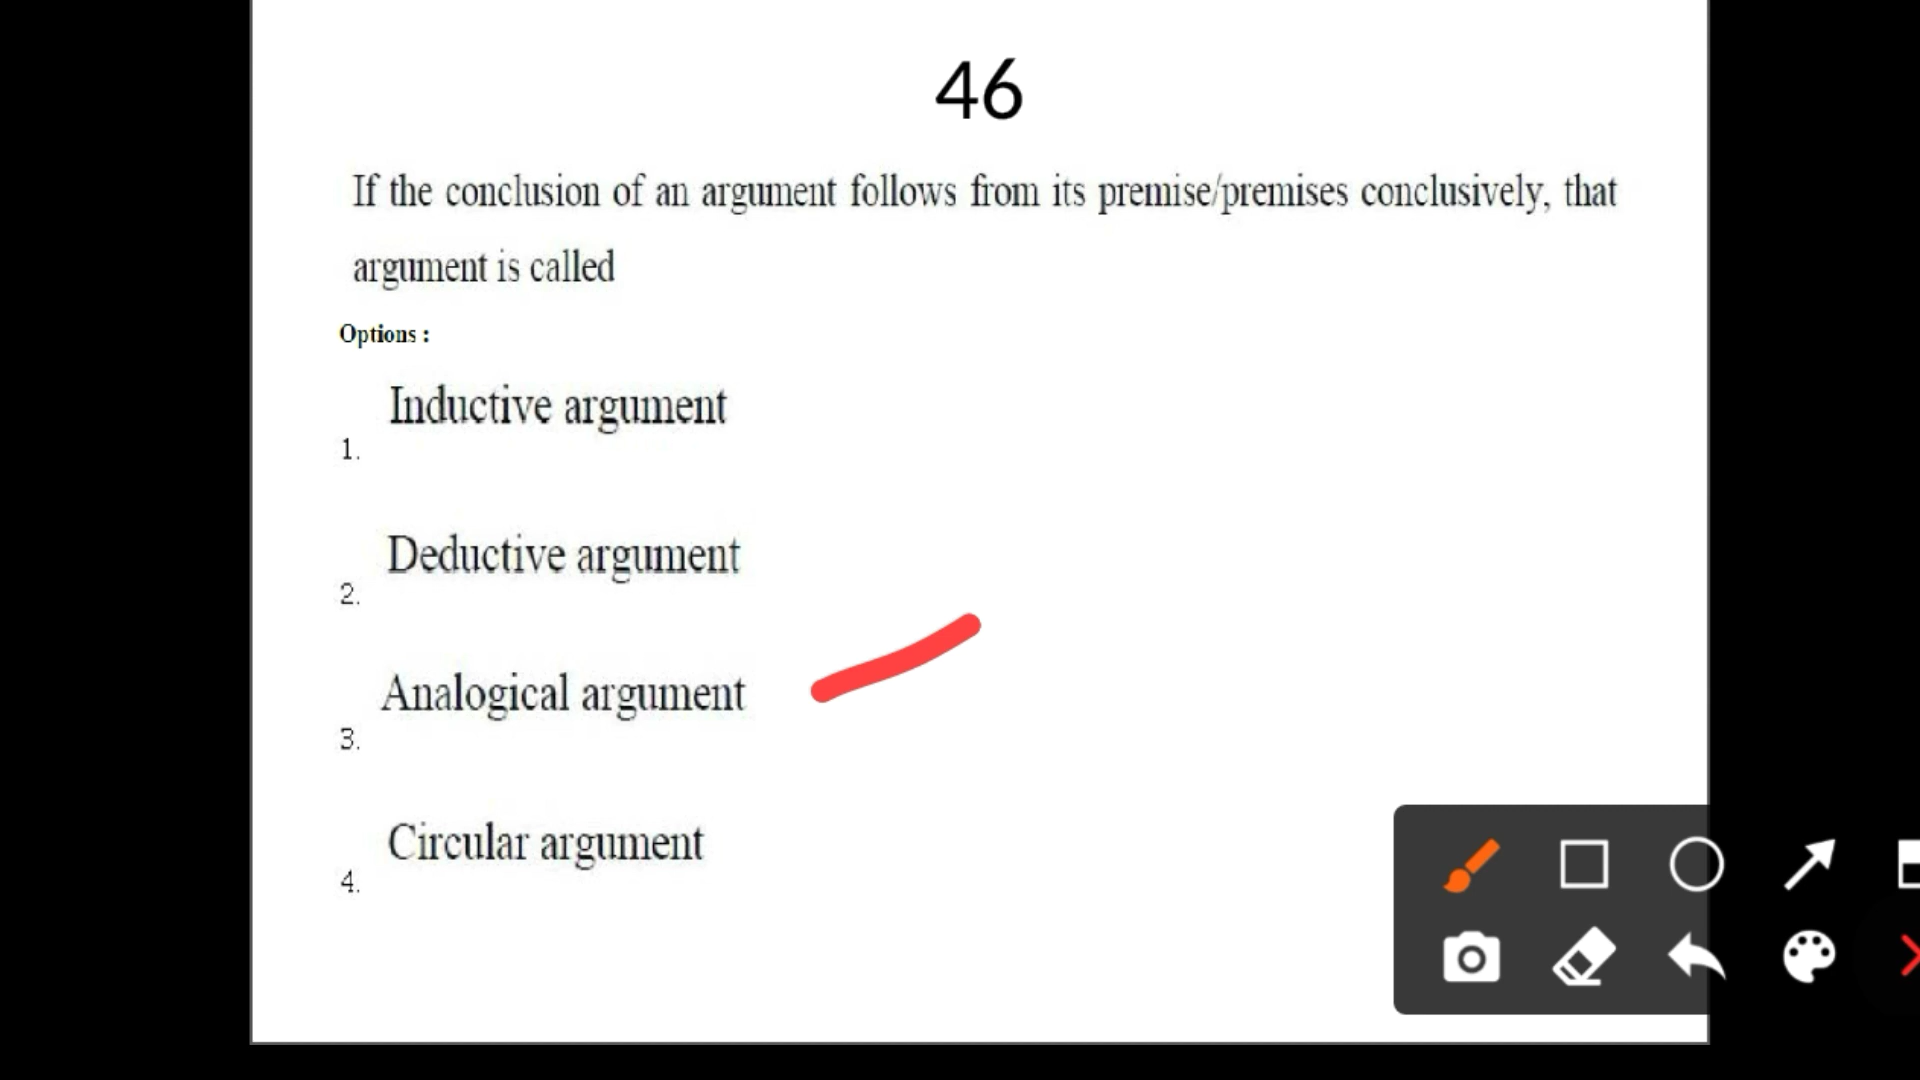 46
If the conclusion of an argument follows from its premise/premises conclusively, that
argument is called
Options :
Inductive argument
1.
Deductive argument
2.
Analogical argument
3.
Circular argument
4.